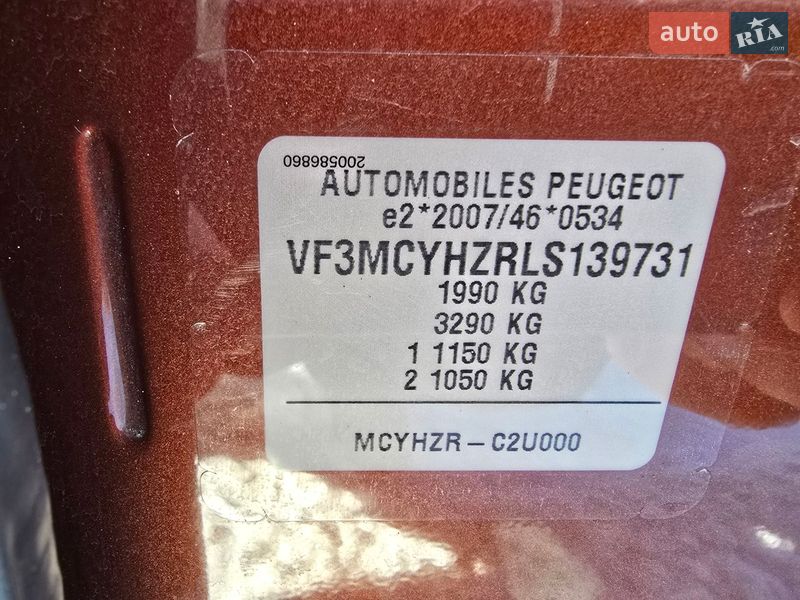 auto RIA .com
200586860
AUTOMOBILES PEUGEOT
e2*2007/46*0534
VF3MCYHZRLS139731
1990 KG
3290 KG
1 1150 KG
2 1050 KG
MCYHZR - C2U000